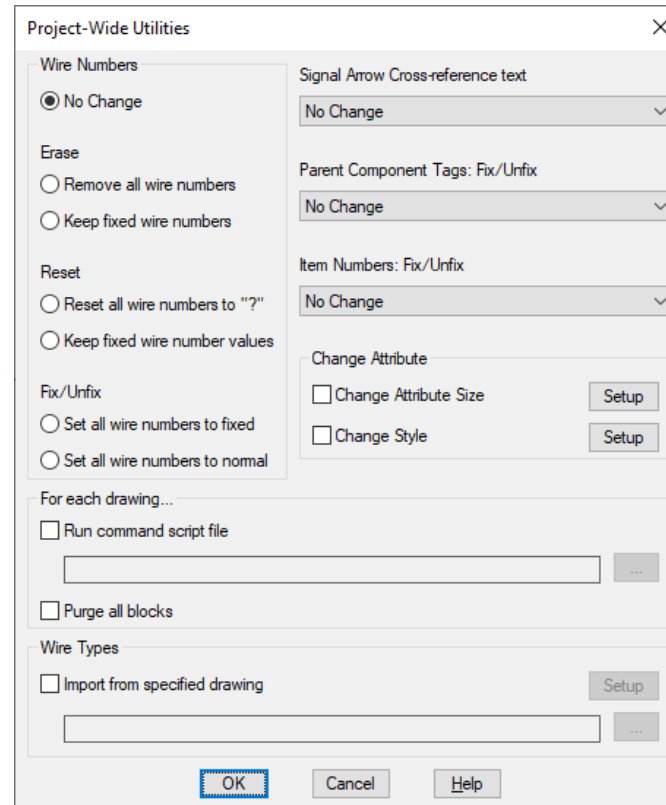 Project-Wide Utilities
Wire Numbers
No Change
Erase
Remove all wire numbers
Keep fixed wire numbers
Reset
Reset all wire numbers to "?"
Keep fixed wire number values
Fix/Unfix
Set all wire numbers to fixed
Set all wire numbers to normal
Signal Arrow Cross-reference text
No Change
Parent Component Tags: Fix/Unfix
No Change
Item Numbers: Fix/Unfix
No Change
Change Attribute
Change Attribute Size
Setup
Change Style
Setup
For each drawing...
Run command script file
...
Purge all blocks
Wire Types
Import from specified drawing
Setup
...
OK
Cancel
Help